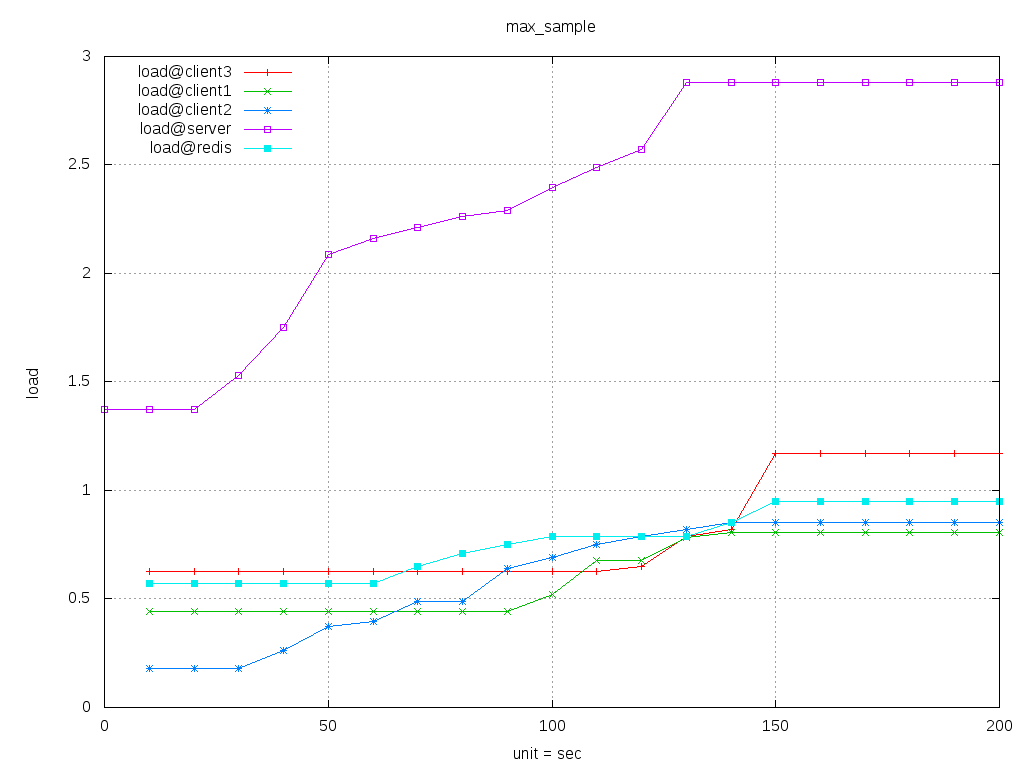 max_sample
3
2.5
2
1.5
1
0.5
0
load
load@client3
load@client1
load@client2
load@server
load@redis
0 50 100 150 200
unit = sec